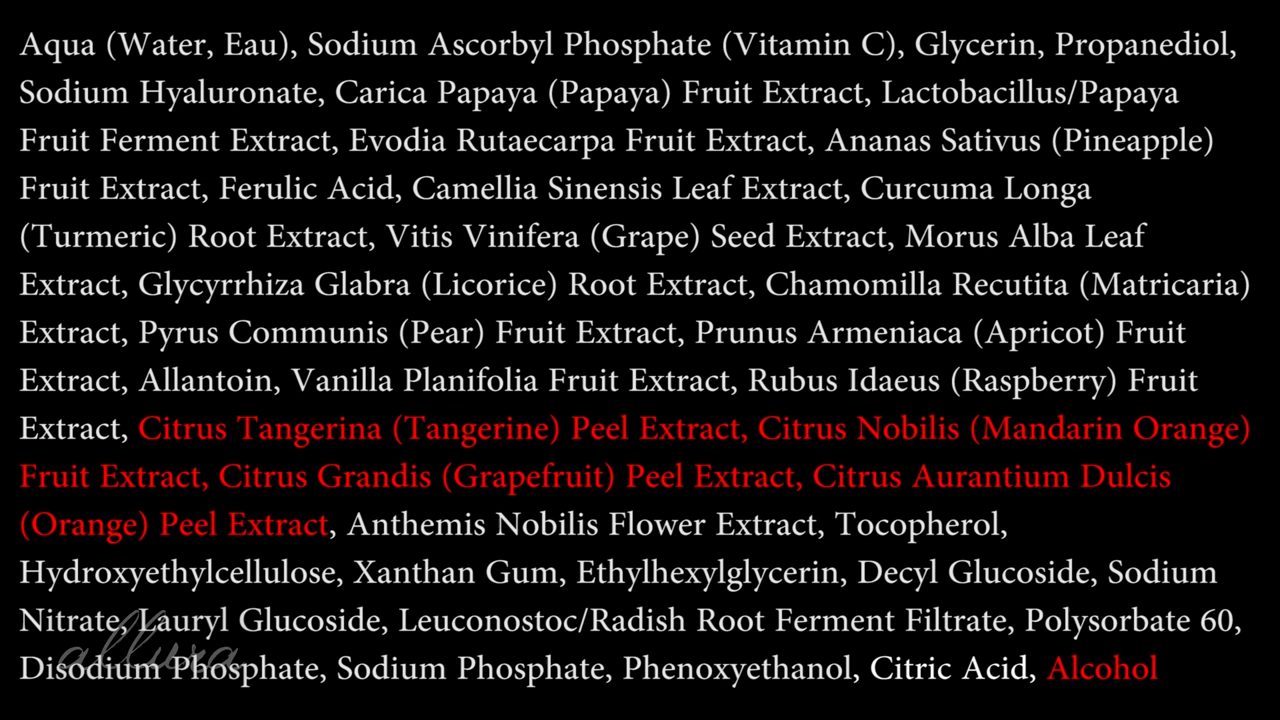 Aqua (Water, Eau), Sodium Ascorbyl Phosphate (Vitamin C), Glycerin, Propanediol,
Sodium Hyaluronate, Carica Papaya (Papaya) Fruit Extract, Lactobacillus/Papaya
Fruit Ferment Extract, Evodia Rutaecarpa Fruit Extract, Ananas Sativus (Pineapple)
Fruit Extract, Ferulic Acid, Camellia Sinensis Leaf Extract, Curcuma Longa
(Turmeric) Root Extract, Vitis Vinifera (Grape) Seed Extract, Morus Alba Leaf
Extract, Glycyrrhiza Glabra (Licorice) Root Extract, Chamomilla Recutita (Matricaria)
Extract, Pyrus Communis (Pear) Fruit Extract, Prunus Armeniaca (Apricot) Fruit
Extract, Allantoin, Vanilla Planifolia Fruit Extract, Rubus Idaeus (Raspberry) Fruit
Extract, Citrus Tangerina (Tangerine) Peel Extract, Citrus Nobilis (Mandarin Orange)
Fruit Extract, Citrus Grandis (Grapefruit) Peel Extract, Citrus Aurantium Dulcis
(Orange) Peel Extract, Anthemis Nobilis Flower Extract, Tocopherol,
Hydroxyethylcellulose, Xanthan Gum, Ethylhexylglycerin, Decyl Glucoside, Sodium
Nitrate, Lauryl Glucoside, Leuconostoc/Radish Root Ferment Filtrate, Polysorbate 60,
Disodium Phosphate, Sodium Phosphate, Phenoxyethanol, Citric Acid, Alcohol